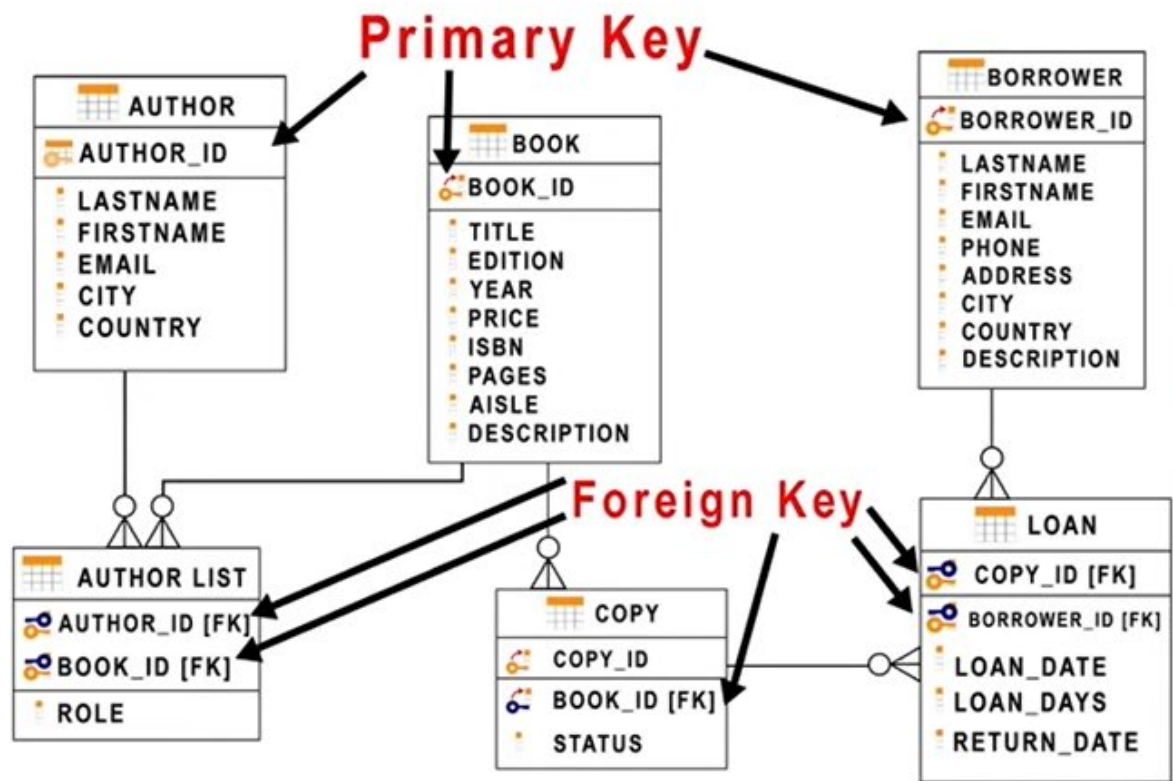 Primary Key
AUTHOR
AUTHOR_ID
LASTNAME
FIRSTNAME
EMAIL
CITY
COUNTRY
BOOK
BOOK_ID
TITLE
EDITION
YEAR
PRICE
ISBN
PAGES
AISLE
DESCRIPTION
BORROWER
BORROWER_ID
LASTNAME
FIRSTNAME
EMAIL
PHONE
ADDRESS
CITY
COUNTRY
DESCRIPTION
Foreign Key
AUTHOR LIST
AUTHOR_ID [FK]
BOOK_ID [FK]
ROLE
COPY
COPY_ID
BOOK_ID [FK]
STATUS
LOAN
COPY_ID [FK]
BORROWER_ID [FK]
LOAN_DATE
LOAN_DAYS
RETURN_DATE